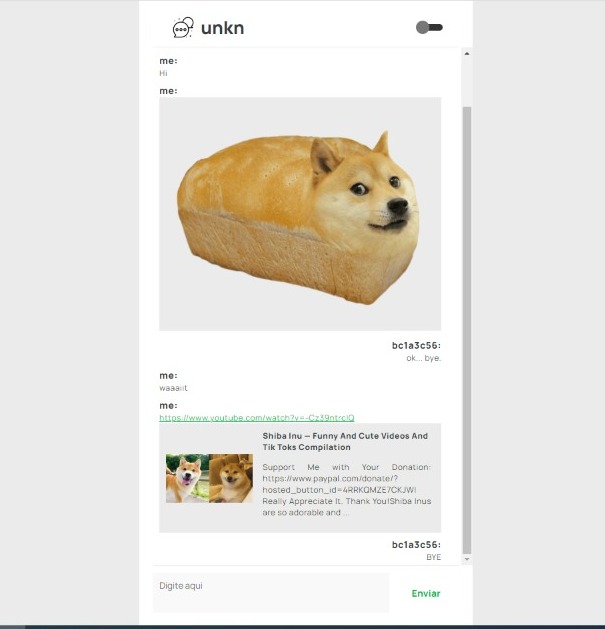 unkn
me:
Hi
me:
bc1a3c56:
ok... bye.
me:
waaaiit
me:
https://www.youtube.com/watch?v=-Cz39ntrcIQ
Shiba Inu — Funny And Cute Videos And
Tik Toks Compilation
Support Me with Your Donation:
https://www.paypal.com/donate/?
hosted_button_id=4RRKQMZE7CKJWI
Really Appreciate It. Thank You!Shiba Inus
are so adorable and ...
bc1a3c56:
BYE
Digite aqui
Enviar